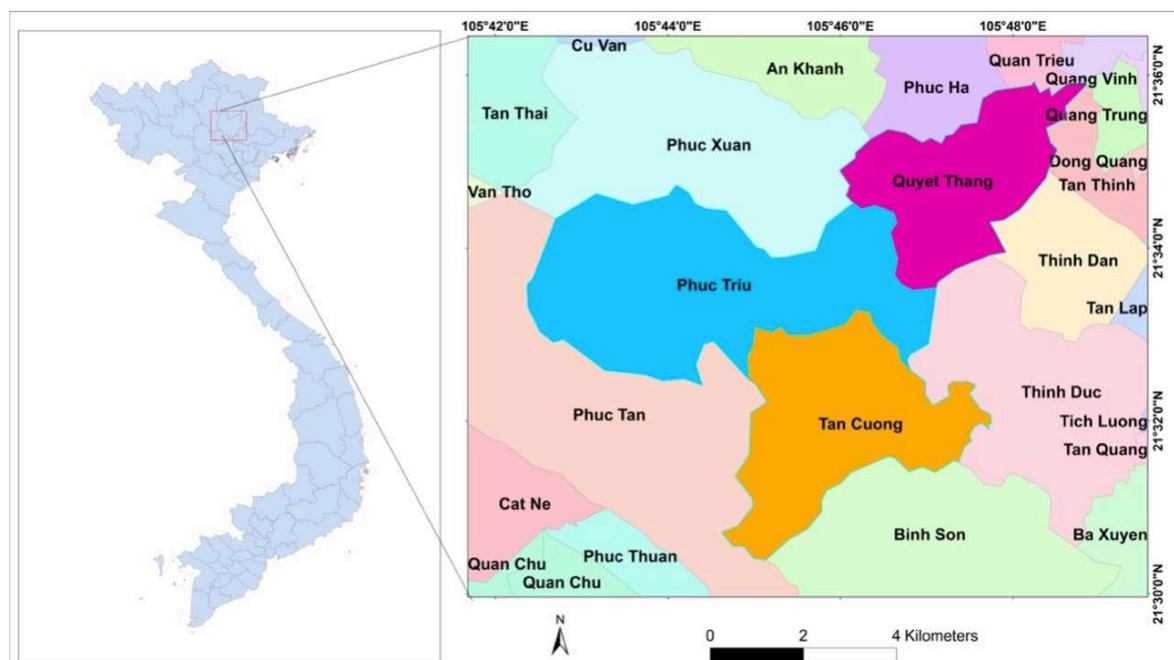 105°42'0"E 105°44'0"E 105°46'0"E 105°48'0"E
Cu Van
An Khanh
Quan Trieu
Phuc Ha
Quang Vinh
21°36'0"N
Tan Thai
Quang Trung
Phuc Xuan
Dong Quang
Quyet Thang
Tan Thinh
Van Tho
21°34'0"N
Thinh Dan
Phuc Triu
Tan Lap
Thinh Duc
Phuc Tan
Tan Cuong
Tich Luong
21°32'0"N
Tan Quang
Cat Ne
Binh Son
Ba Xuyen
Phuc Thuan
Quan Chu
Quan Chu
21°30'0"N
N
0 2 4 Kilometers